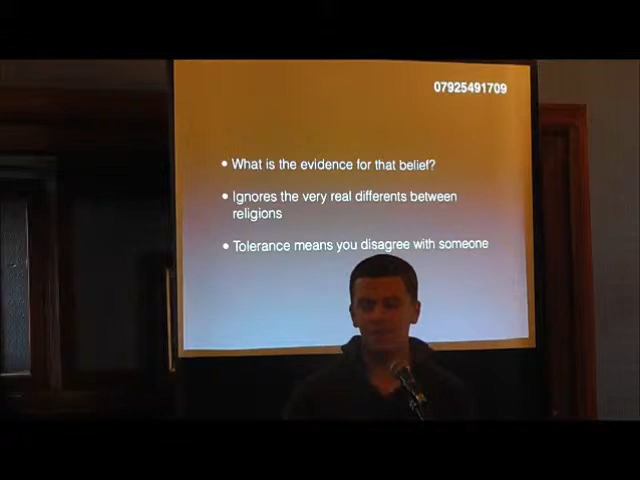 07925491709
• What is the evidence for that belief?
• Ignores the very real differents between
religions
• Tolerance means you disagree with someone